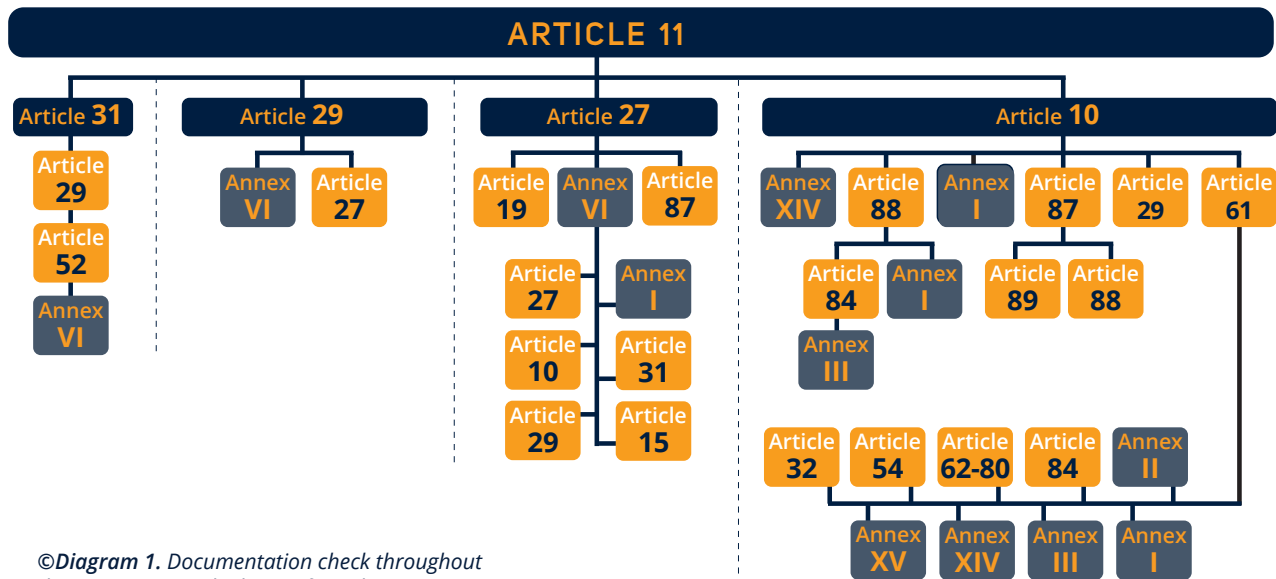 ARTICLE 11
Article 31
Article 29
Article 27
Article 10
Article
29
Article
52
Annex
VI
Annex
VI
Article
27
Article
19
Annex
VI
Article
87
Article
27
Annex
I
Article
10
Article
31
Article
29
Article
15
Annex
XIV
Article
88
Annex
I
Article
87
Article
29
Article
61
Article
84
Annex
I
Article
89
Article
88
Annex
III
Article
32
Article
54
Article
62-80
Article
84
Annex
II
Annex
XV
Annex
XIV
Annex
III
Annex
I
©Diagram 1. Documentation check throughout